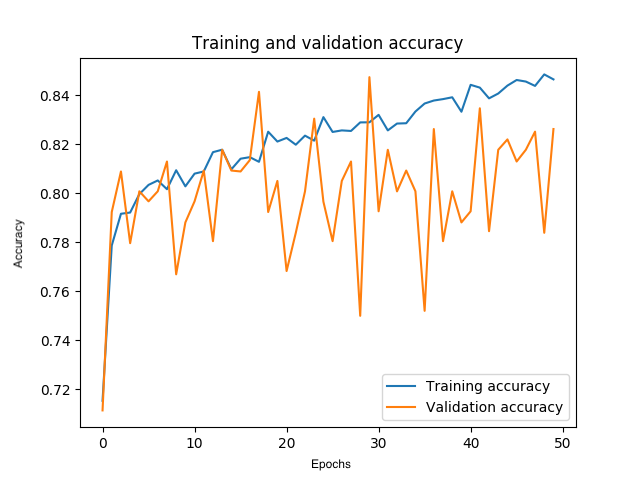 Training and validation accuracy
0.84
0.82
0.80
0.78
0.76
0.74
0.72
Accuracy
Training accuracy
Validation accuracy
0 10 20 30 40 50
Epochs